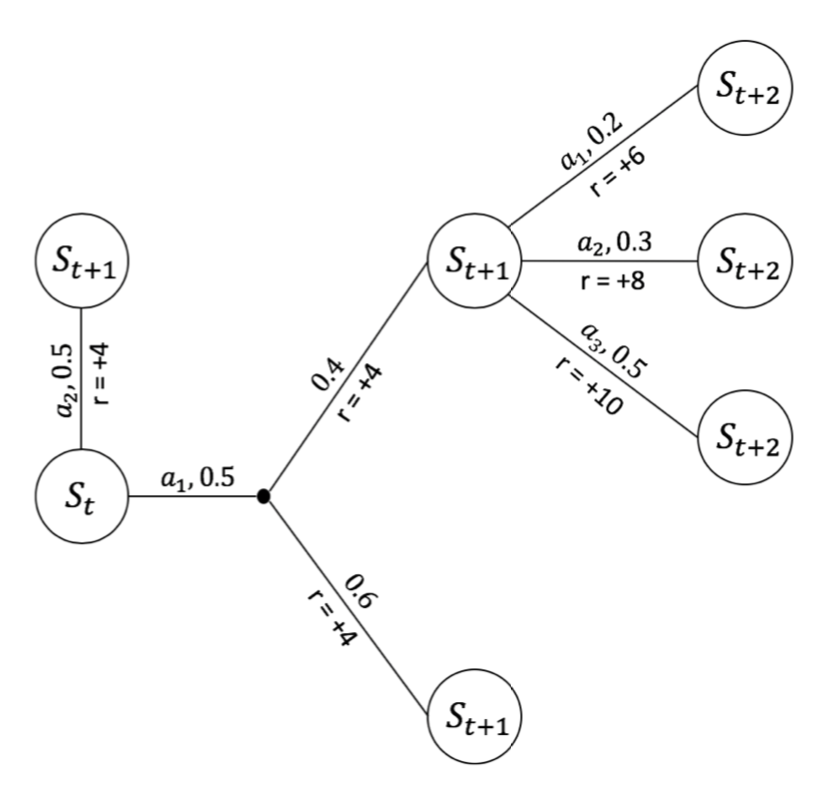 S_{t+2}
a_1, 0.2
r = +6
S_{t+1}
S_{t+1}
a_2, 0.3
r = +8
S_{t+2}
a_3, 0.5
r = +10
S_{t+2}
a_2, 0.5
r = +4
0.4
r = +4
S_t
a_1, 0.5
0.6
r = +4
S_{t+1}